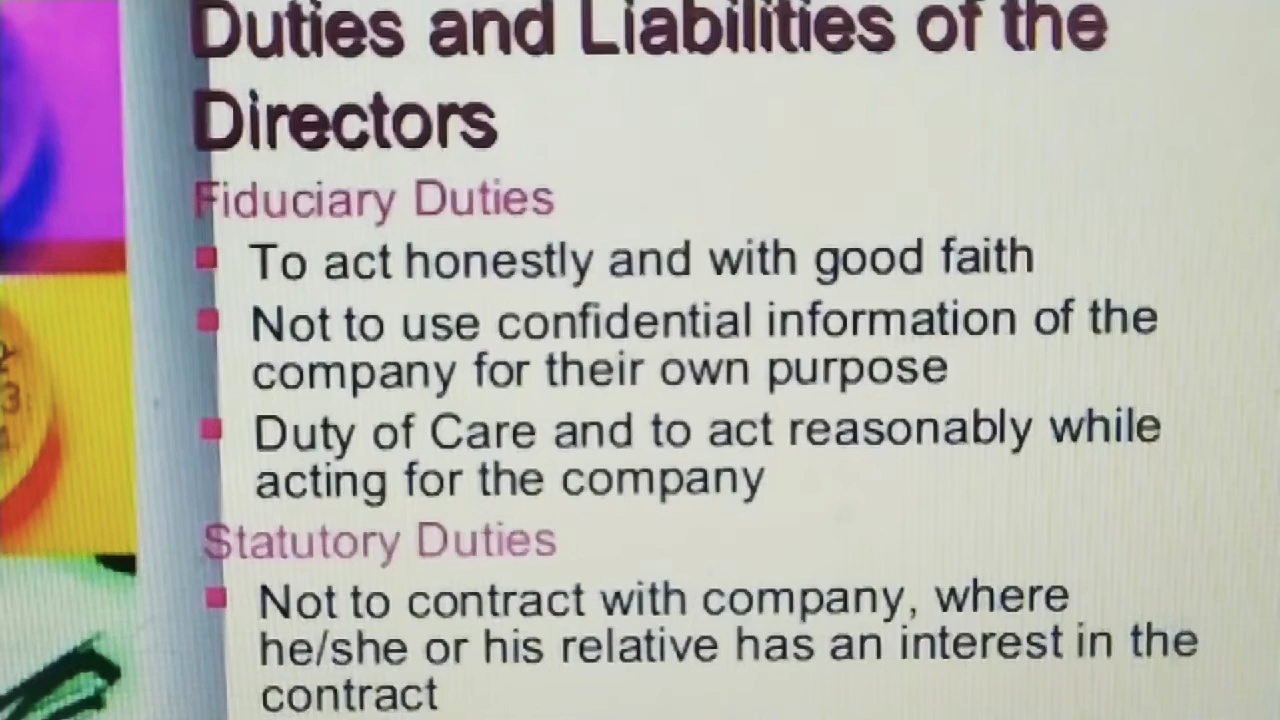 Duties and Liabilities of the
Directors
Fiduciary Duties
To act honestly and with good faith
Not to use confidential information of the
company for their own purpose
Duty of Care and to act reasonably while
acting for the company
Statutory Duties
Not to contract with company, where
he/she or his relative has an interest in the
contract